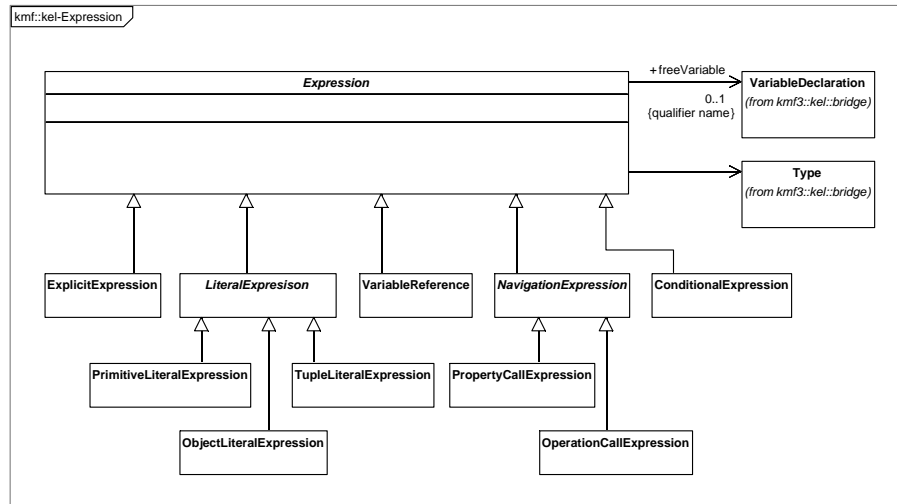 kmf::kel-Expression
Expression
+freeVariable
0..1
{qualifier name}
VariableDeclaration
(from kmf3::kel::bridge)
Type
(from kmf3::kel::bridge)
ExplicitExpression
LiteralExpresison
VariableReference
NavigationExpression
ConditionalExpression
PrimitiveLiteralExpression
TupleLiteralExpression
PropertyCallExpression
ObjectLiteralExpression
OperationCallExpression